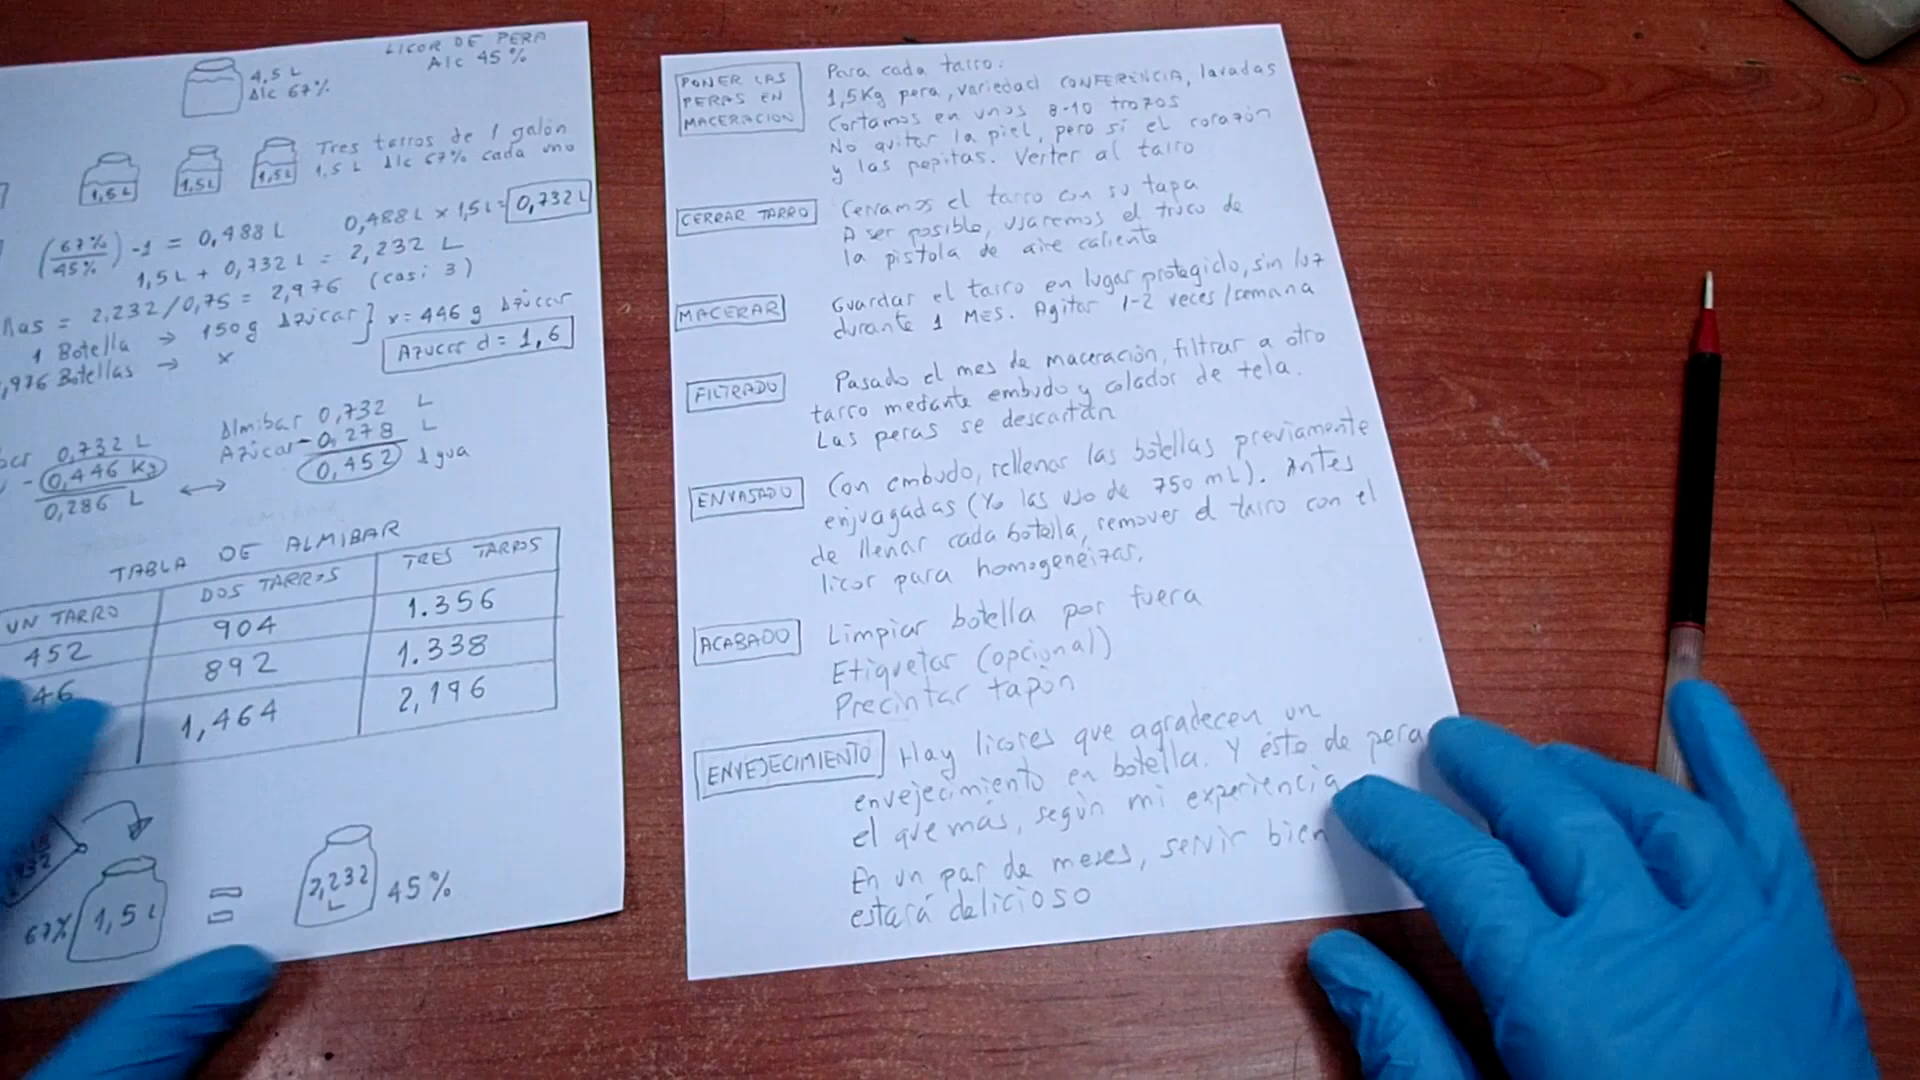 LICOR DE PERA
Alc 45%
4,5 L
Alc 67%
Tres tarros de 1 galón
1,5 L Alc 67% cada uno
1,5 L
1,5 L
1,5 L
(67% / 45%) -1 = 0,488 L
0,488 L x 1,5 L = 0,732 L
1,5 L + 0,732 L = 2,232 L
= 2,232/0,75 = 2,976 (casi 3)
1 Botella → 150 g Azúcar } x = 446 g Azúcar
,976 Botellas → x
Azucar d = 1,6
0,732 L
- 0,446 Kg
0,286 L
↔
Almibar 0,732 L
Azúcar - 0,278 L
0,452 Agua
TABLA DE ALMIBAR
UN TARRO DOS TARROS TRES TARROS
452 904 1.356
46 892 1.338
1,464 2,196
67% 1,5 L = 2,232 L 45%
PONER LAS
PERAS EN
MACERACION
Para cada tarro:
1,5Kg pera, variedad CONFERENCIA, lavadas
Cortamos en unos 8-10 trozos
No quitar la piel, pero sí el corazón
y las pepitas. Verter al tarro
CERRAR TARRO
Cerramos el tarro con su tapa
A ser posible, usaremos el truco de
la pistola de aire caliente
MACERAR
Guardar el tarro en lugar protegido, sin luz
durante 1 MES. Agitar 1-2 veces/semana
FILTRADO
Pasado el mes de maceración, filtrar a otro
tarro mediante embudo y colador de tela.
Las peras se descartan
ENVASADO
Con embudo, rellenar las botellas previamente
enjuagadas (Yo las uso de 750 mL). Antes
de llenar cada botella, remover el tarro con el
licor para homogeneizar.
ACABADO
Limpiar botella por fuera
Etiquetar (opcional)
Precintar tapón
ENVEJECIMIENTO
Hay licores que agradecen un
envejecimiento en botella. Y éste de pera
el que más, según mi experiencia
En un par de meses, servir bien
estará delicioso